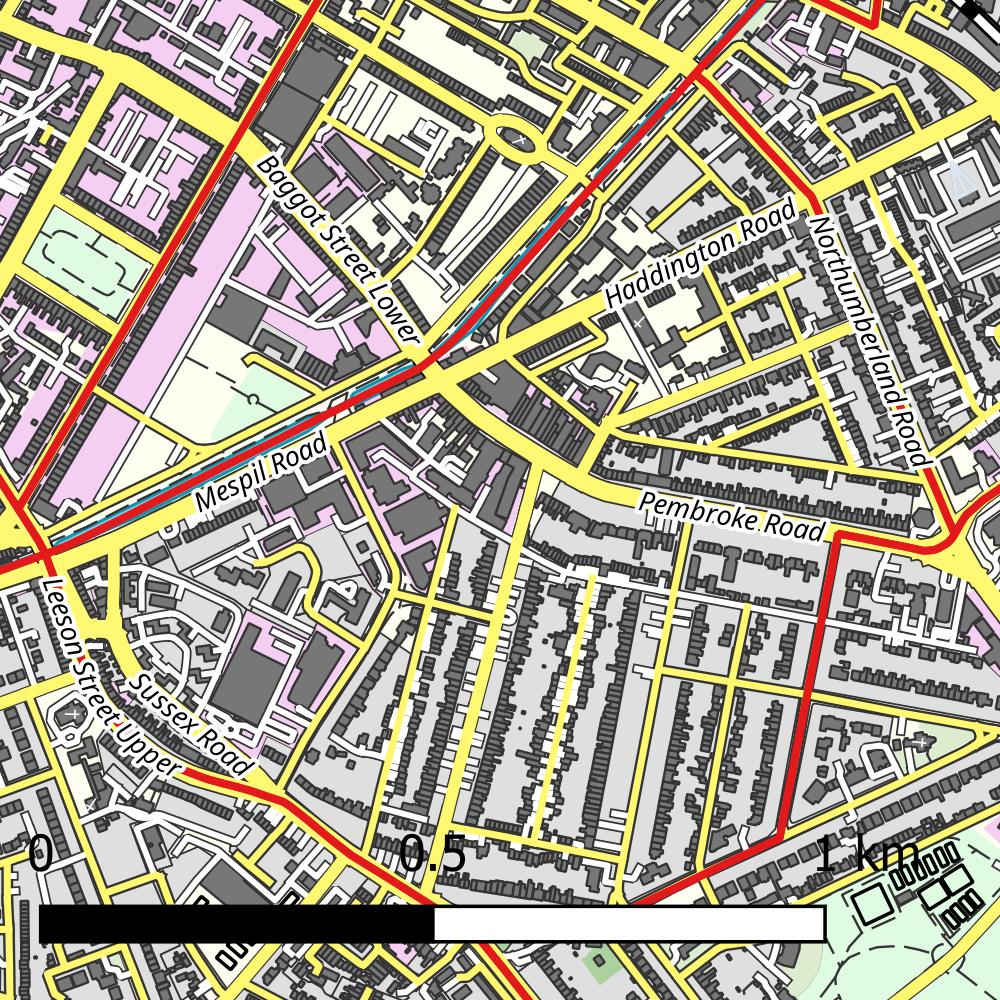 Baggot Street Lower
Haddington Road
Northumberland Road
Mespil Road
Pembroke Road
Leeson Street Upper
Sussex Road
0
0.5
1 km